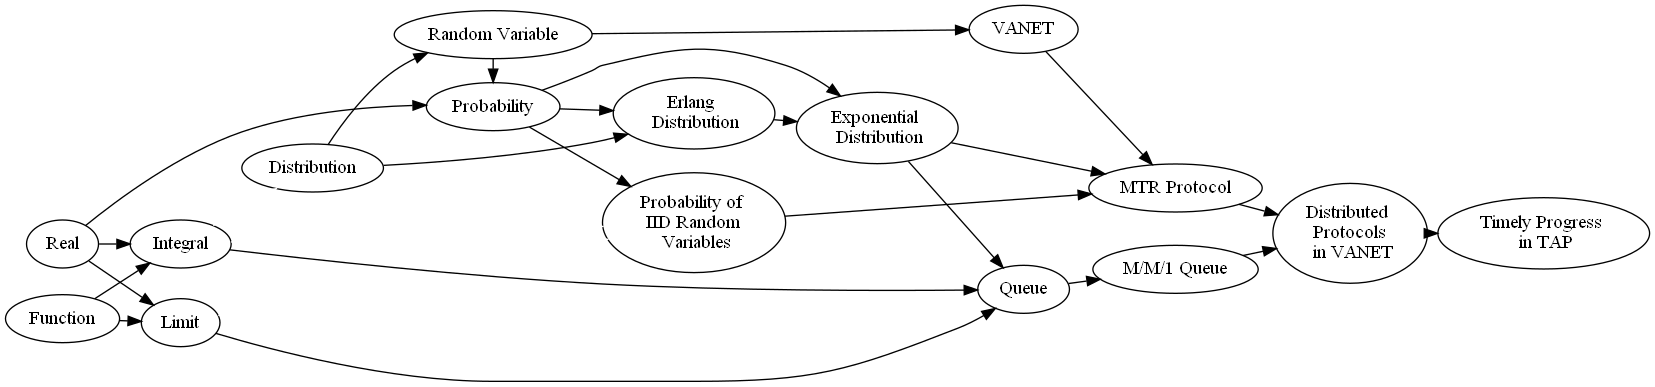 Random Variable
VANET
Probability
Erlang
Distribution
Exponential
Distribution
Distribution
MTR Protocol
Probability of
IID Random
Variables
Distributed
Protocols
in VANET
Timely Progress
in TAP
Real
Integral
M/M/1 Queue
Queue
Function
Limit